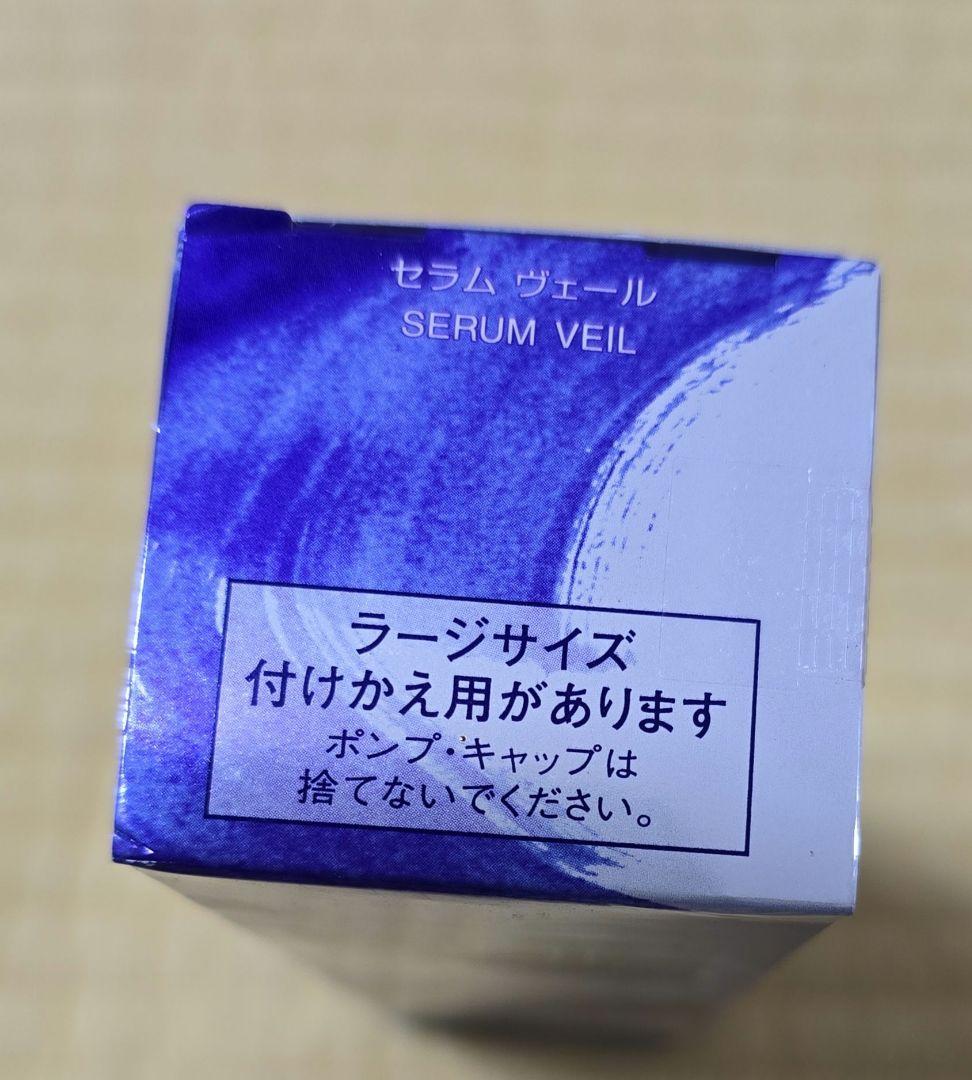 セラム ヴェール
SERUM VEIL
ラージサイズ
付けかえ用があります
ポンプ・キャップは
捨てないでください。